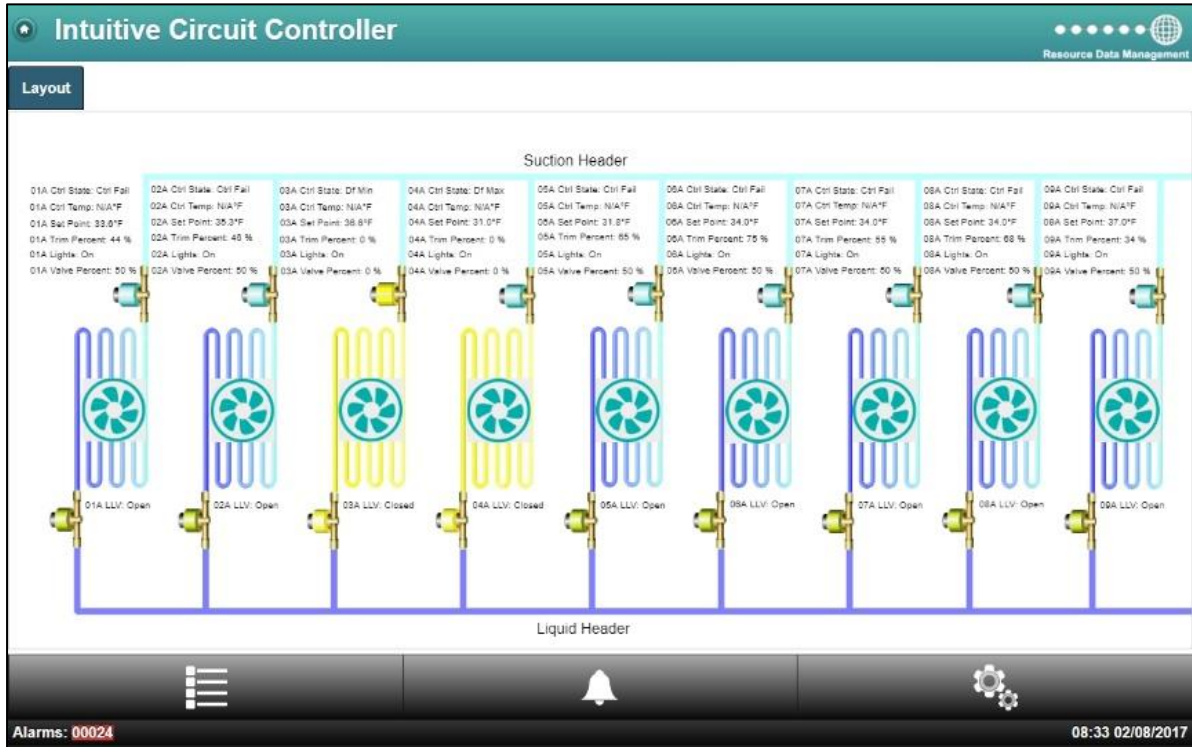 Intuitive Circuit Controller
Resource Data Management
Layout
Suction Header
01A Ctrl State: Ctrl Fail
01A Ctrl Temp: N/A°F
01A Set Point: 33.6°F
01A Trim Percent: 44 %
01A Lights: On
01A Valve Percent: 50 %
02A Ctrl State: Ctrl Fail
02A Ctrl Temp: N/A°F
02A Set Point: 35.3°F
02A Trim Percent: 48 %
02A Lights: On
02A Valve Percent: 50 %
03A Ctrl State: Df Min
03A Ctrl Temp: N/A°F
03A Set Point: 36.8°F
03A Trim Percent: 0 %
03A Lights: On
03A Valve Percent: 0 %
04A Ctrl State: Df Max
04A Ctrl Temp: N/A°F
04A Set Point: 31.0°F
04A Trim Percent: 0 %
04A Lights: On
04A Valve Percent: 0 %
05A Ctrl State: Ctrl Fail
05A Ctrl Temp: N/A°F
05A Set Point: 31.8°F
05A Trim Percent: 65 %
05A Lights: On
05A Valve Percent: 50 %
06A Ctrl State: Ctrl Fail
06A Ctrl Temp: N/A°F
06A Set Point: 34.0°F
06A Trim Percent: 75 %
06A Lights: On
06A Valve Percent: 50 %
07A Ctrl State: Ctrl Fail
07A Ctrl Temp: N/A°F
07A Set Point: 34.0°F
07A Trim Percent: 55 %
07A Lights: On
07A Valve Percent: 50 %
08A Ctrl State: Ctrl Fail
08A Ctrl Temp: N/A°F
08A Set Point: 34.0°F
08A Trim Percent: 68 %
08A Lights: On
08A Valve Percent: 50 %
09A Ctrl State: Ctrl Fail
09A Ctrl Temp: N/A°F
09A Set Point: 37.0°F
09A Trim Percent: 34 %
09A Lights: On
09A Valve Percent: 50 %
01A LLV: Open
02A LLV: Open
03A LLV: Closed
04A LLV: Closed
05A LLV: Open
06A LLV: Open
07A LLV: Open
08A LLV: Open
09A LLV: Open
Liquid Header
Alarms: 00024
08:33 02/08/2017